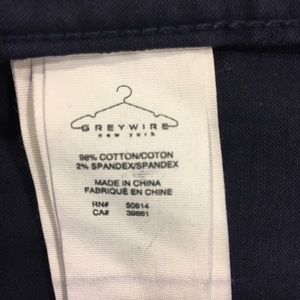 GREYWIRE
new york
98% COTTON/COTON
2% SPANDEX/SPANDEX
MADE IN CHINA
FABRIQUÉ EN CHINE
RN# 50814
CA# 39861